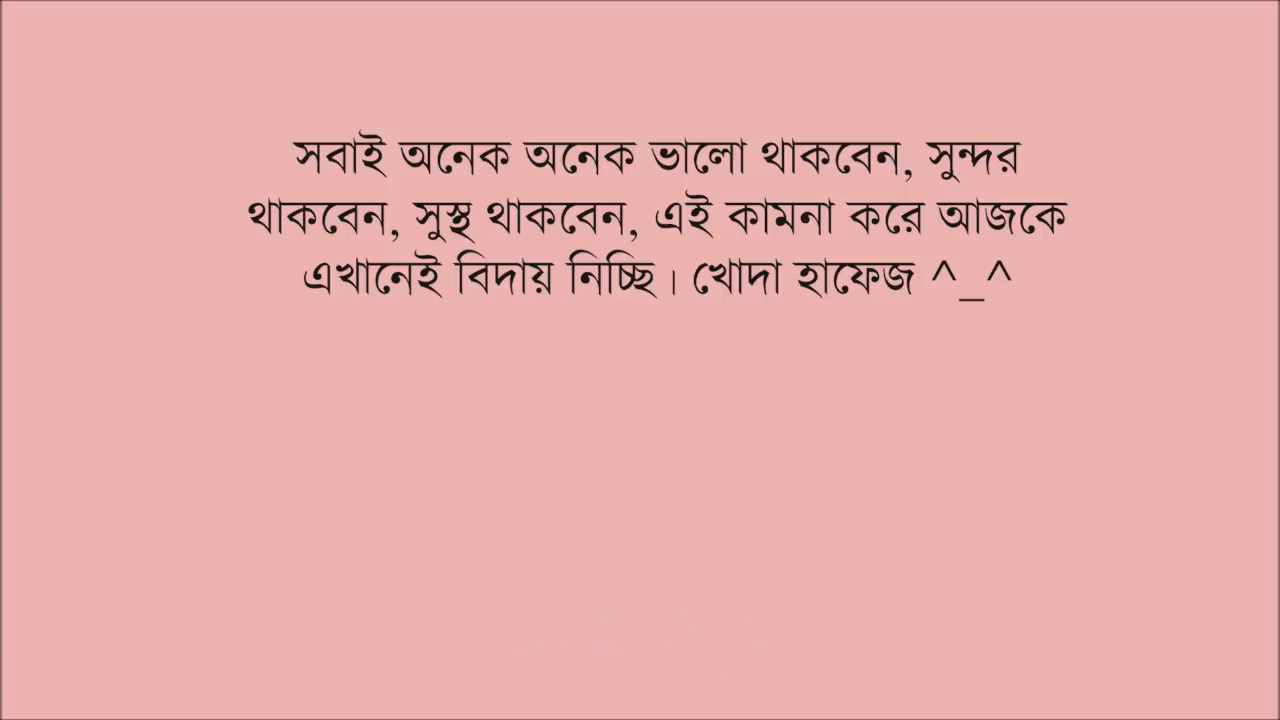 সবাই অনেক অনেক ভালো থাকবেন, সুন্দর
থাকবেন, সুস্থ থাকবেন, এই কামনা করে আজকে
এখানেই বিদায় নিচ্ছি। খোদা হাফেজ ^_^